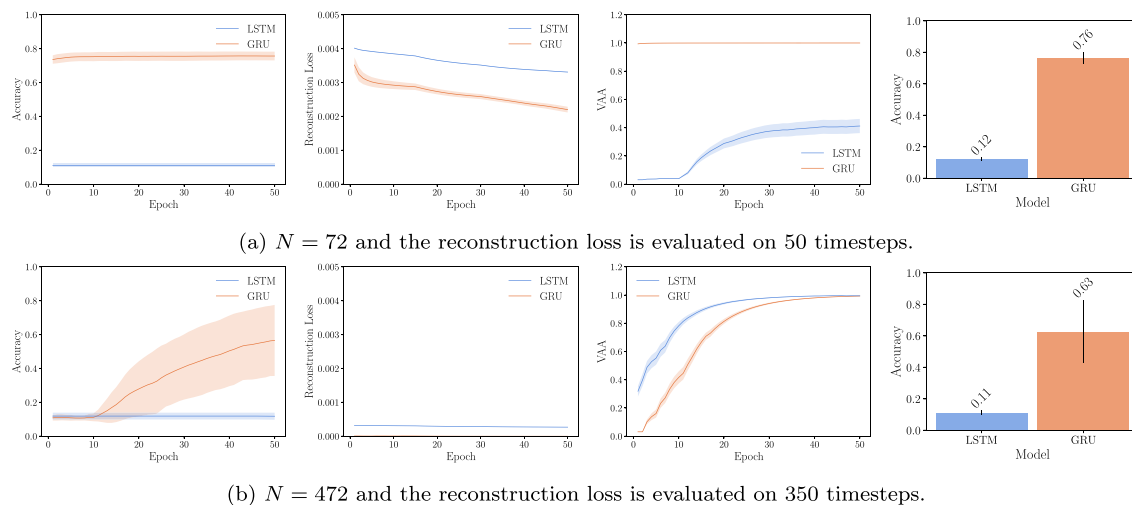 1.0
0.8
0.6
0.4
0.2
0.0
Accuracy
LSTM
GRU
0 10 20 30 40 50
Epoch
0.005
0.004
0.003
0.002
0.001
0.000
Reconstruction Loss
LSTM
GRU
0 10 20 30 40 50
Epoch
1.2
1.0
0.8
0.6
0.4
0.2
0.0
VAA
LSTM
GRU
0 10 20 30 40 50
Epoch
1.0
0.8
0.6
0.4
0.2
0.0
Accuracy
0.12
0.76
LSTM GRU
Model
(a) N = 72 and the reconstruction loss is evaluated on 50 timesteps.
1.0
0.8
0.6
0.4
0.2
0.0
Accuracy
LSTM
GRU
0 10 20 30 40 50
Epoch
0.005
0.004
0.003
0.002
0.001
0.000
Reconstruction Loss
LSTM
GRU
0 10 20 30 40 50
Epoch
1.2
1.0
0.8
0.6
0.4
0.2
0.0
VAA
LSTM
GRU
0 10 20 30 40 50
Epoch
1.0
0.8
0.6
0.4
0.2
0.0
Accuracy
0.11
0.63
LSTM GRU
Model
(b) N = 472 and the reconstruction loss is evaluated on 350 timesteps.